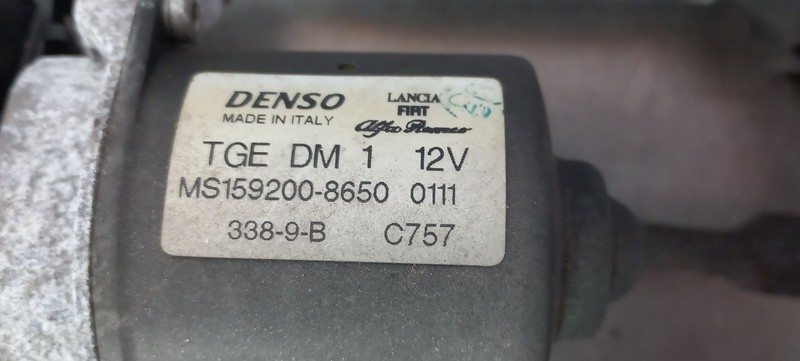 DENSO
MADE IN ITALY
LANCIA
FIAT
Alfa Romeo
TGE DM 1 12V
MS159200-8650 0111
338-9-B C757